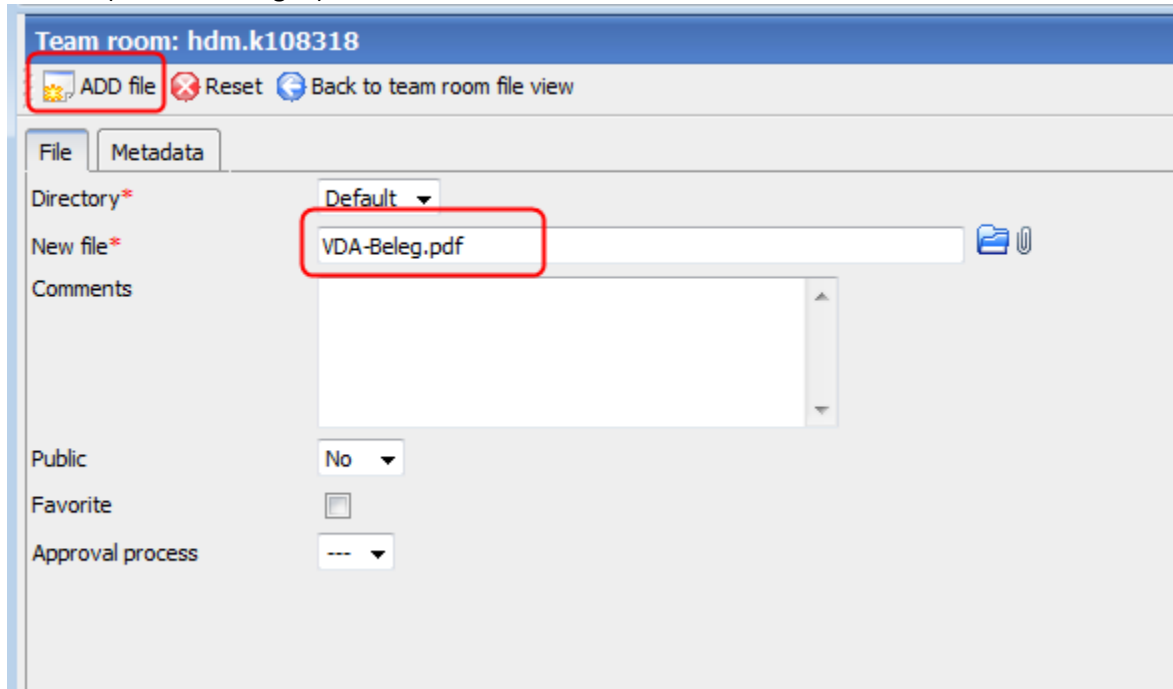 Team room: hdm.k108318
ADD file Reset Back to team room file view
File Metadata
Directory* Default
New file* VDA-Beleg.pdf
Comments
Public No
Favorite
Approval process ---